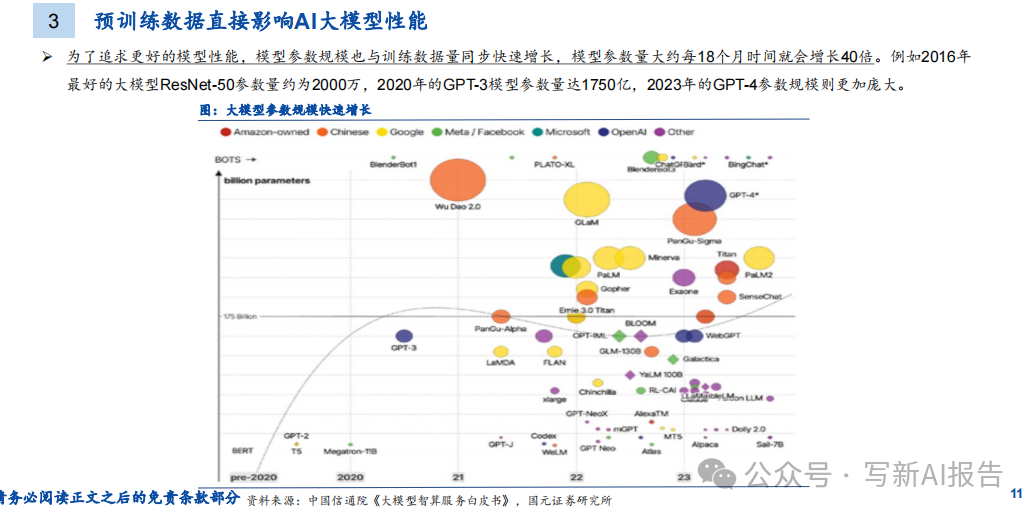 3 预训练数据直接影响AI大模型性能
➢ 为了追求更好的模型性能，模型参数规模也与训练数据量同步快速增长，模型参数量大约每18个月时间就会增长40倍。例如2016年
最好的大模型ResNet-50参数量约为2000万，2020年的GPT-3模型参数量达1750亿，2023年的GPT-4参数规模则更加庞大。
图：大模型参数规模快速增长
Amazon-owned Chinese Google Meta / Facebook Microsoft OpenAI Other
BOTS →
BlenderBot1 PLATO-XL BlenderBot3 BingChat*
billion parameters
GPT-4*
Wu Dao 2.0
GLaM
PanGu-Sigma
Titan
Minerva
PaLM PaLM2
Gopher Exaone
SenseChat
Ernie 3.0 Titan
175 Billion
BLOOM
PanGu-Alpha
OPT-IML WebGPT
GPT-3
GLM-130B
LaMDA FLAN Galactica
YaLM 100B
Chinchilla RL-CAI
xlarge
GPT-NeoX AlexaTM
mGPT Dolly 2.0
GPT-2 Codex MT5
GPT-J
BERT T5 Megatron-11B WeLM GPT Neo Atlas Alpaca Sail-7B
pre-2020 2020 21 22 23
公众号 · 写新AI报告
请务必阅读正文之后的免责条款部分 资料来源：中国信通院《大模型智算服务白皮书》，国元证券研究所
11